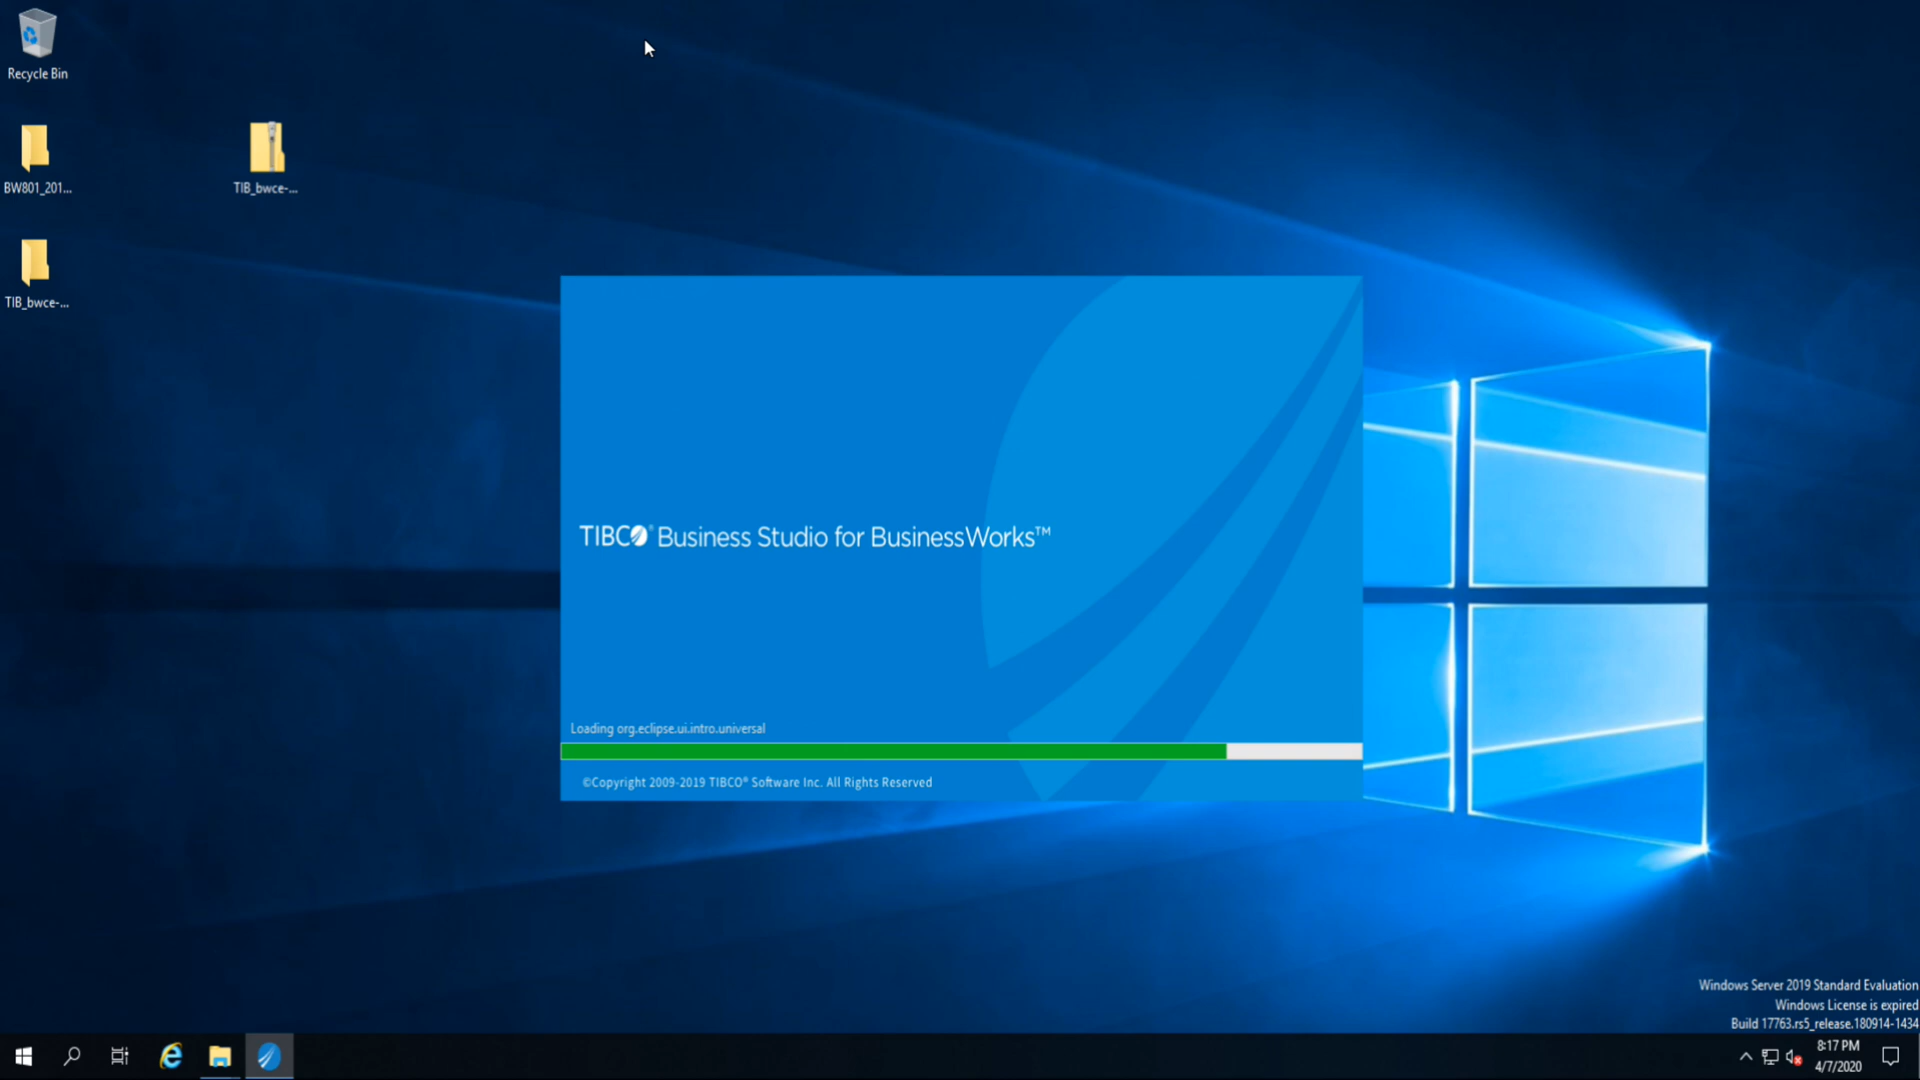 Recycle Bin
BW801_201...
TIB_bwce-...
TIB_bwce-...
TIBCO® Business Studio for BusinessWorks™
Loading org.eclipse.ui.intro.universal
©Copyright 2009-2019 TIBCO® Software Inc. All Rights Reserved
Windows Server 2019 Standard Evaluation
Windows License is expired
Build 17763.rs5_release.180914-1434
8:17 PM
4/7/2020